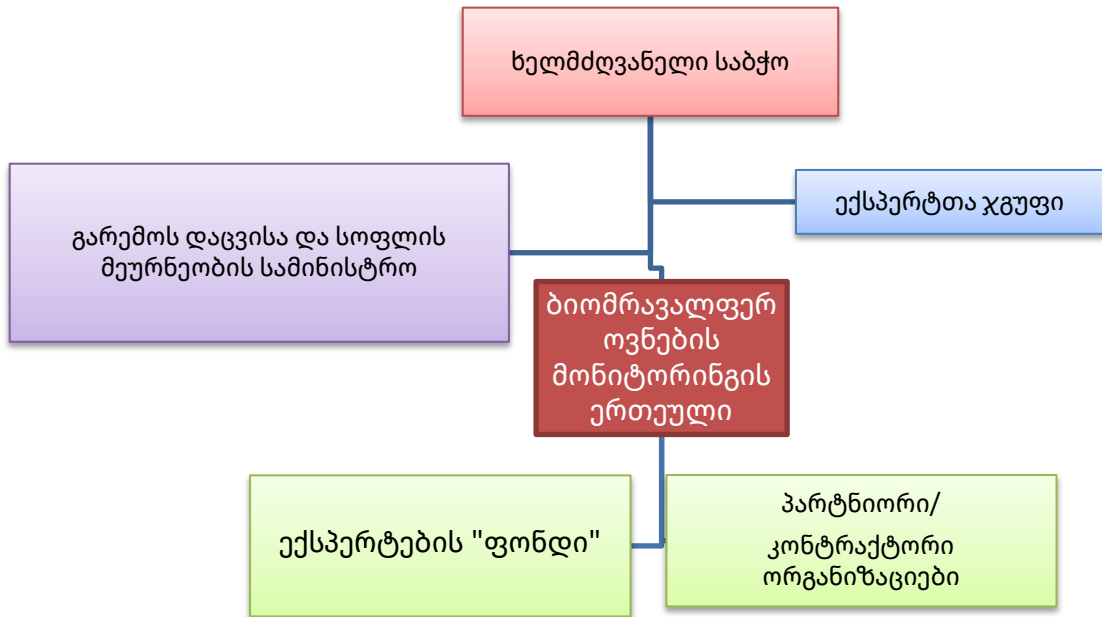 ხელმძღვანელი საბჭო
ექსპერტთა ჯგუფი
გარემოს დაცვისა და სოფლის
მეურნეობის სამინისტრო
ბიომრავალფერ
ოვნების
მონიტორინგის
ერთეული
ექსპერტების "ფონდი"
პარტნიორი/
კონტრაქტორი
ორგანიზაციები